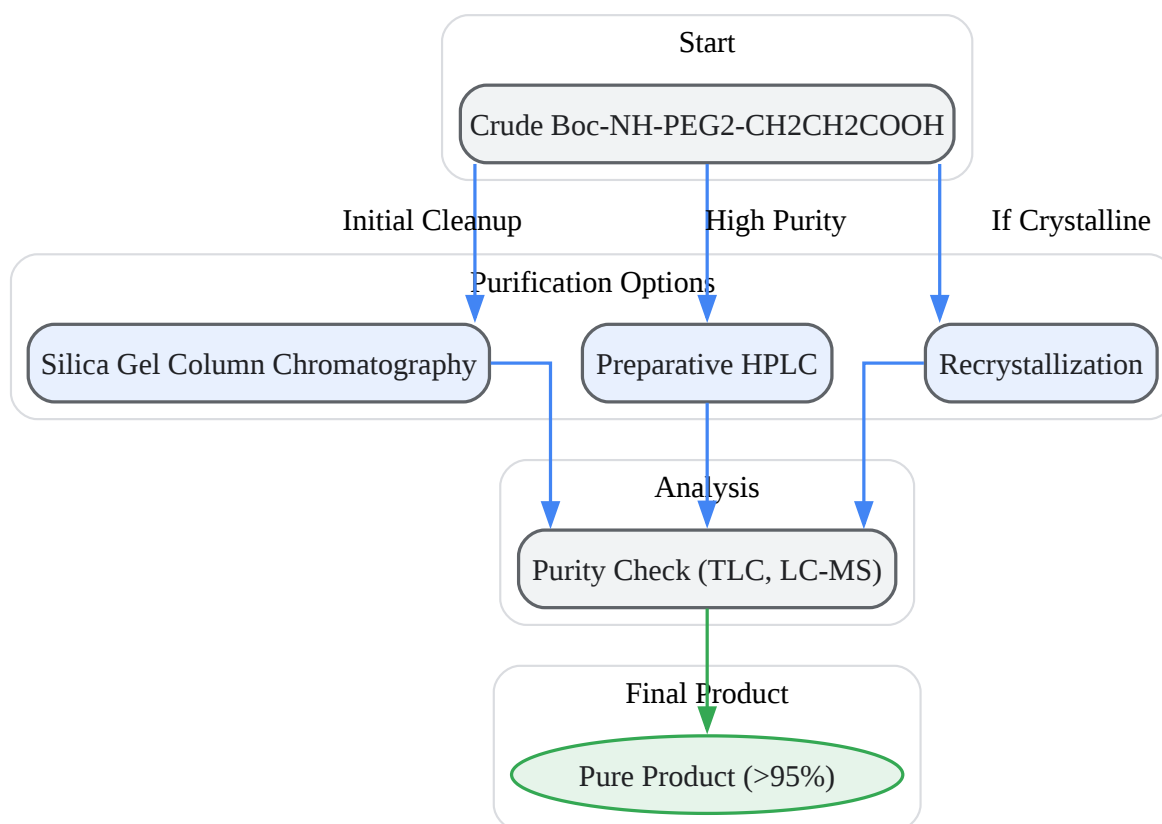 Start
Crude Boc-NH-PEG2-CH2CH2COOH
Initial Cleanup
High Purity
If Crystalline
Purification Options
Silica Gel Column Chromatography
Preparative HPLC
Recrystallization
Analysis
Purity Check (TLC, LC-MS)
Final Product
Pure Product (>95%)